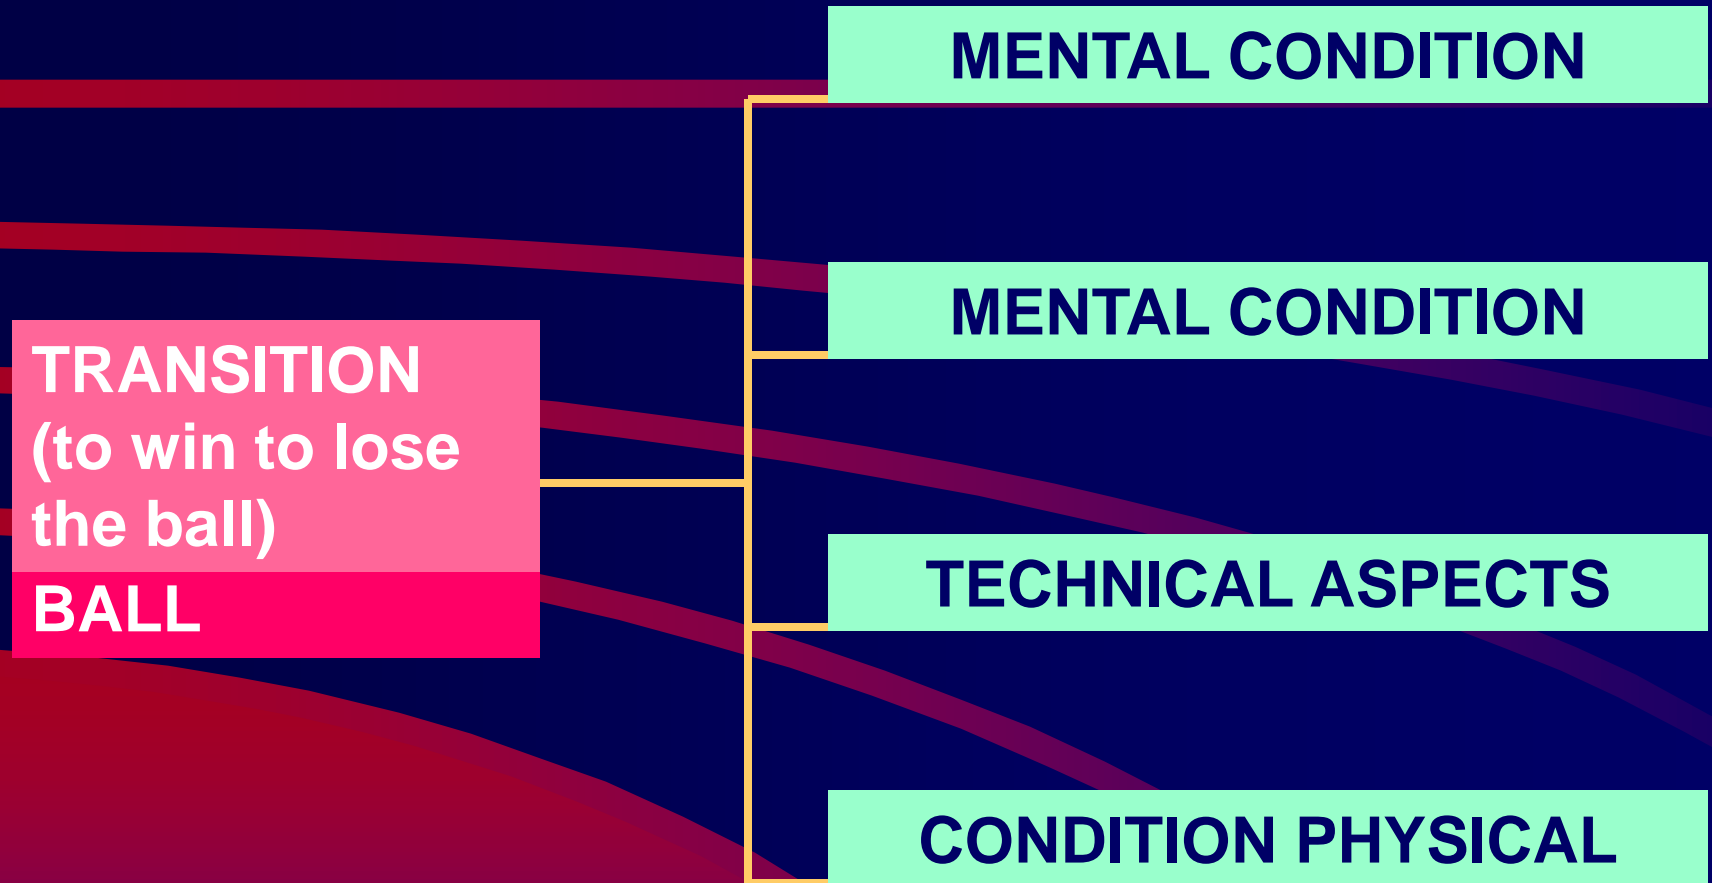 MENTAL CONDITION
MENTAL CONDITION
TRANSITION
(to win to lose
the ball)
BALL
TECHNICAL ASPECTS
CONDITION PHYSICAL